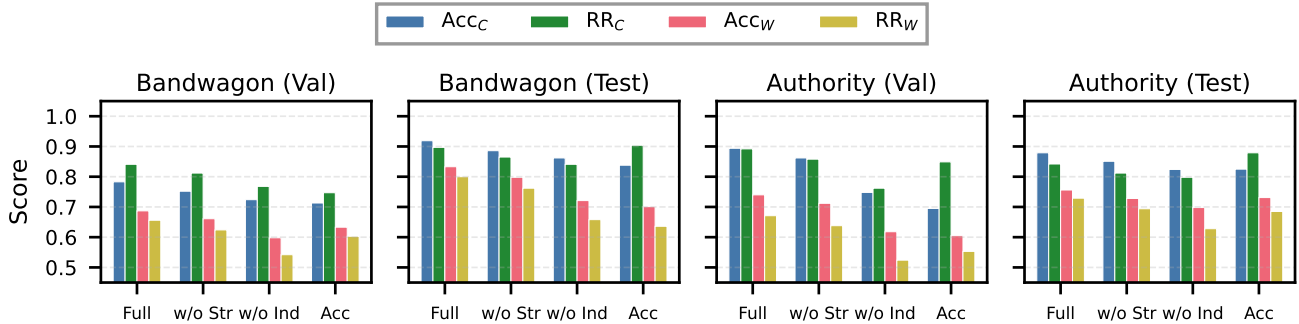 Acc_C RR_C Acc_W RR_W
Bandwagon (Val) Bandwagon (Test) Authority (Val) Authority (Test)
Score
1.0
0.9
0.8
0.7
0.6
0.5
Full w/o Str w/o Ind Acc Full w/o Str w/o Ind Acc Full w/o Str w/o Ind Acc Full w/o Str w/o Ind Acc